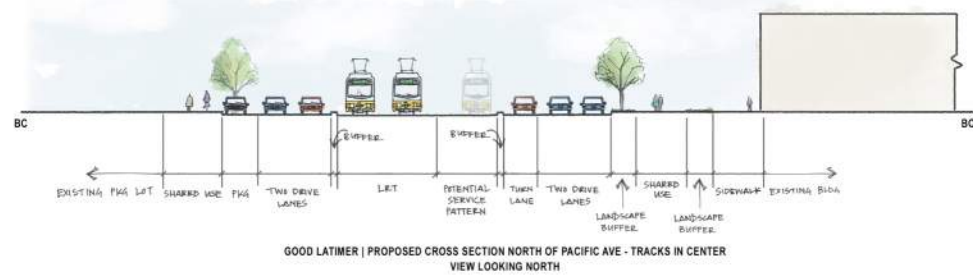 BC
BC
BUFFER
BUFFER
EXISTING PKG LOT
SHARED USE
PKG
TWO DRIVE
LANES
LRT
POTENTIAL
SERVICE
PATTERN
TURN
LANE
TWO DRIVE
LANES
LANDSCAPE
BUFFER
SHARED
USE
LANDSCAPE
BUFFER
SIDEWALK
EXISTING BLDG
GOOD LATIMER | PROPOSED CROSS SECTION NORTH OF PACIFIC AVE - TRACKS IN CENTER
VIEW LOOKING NORTH